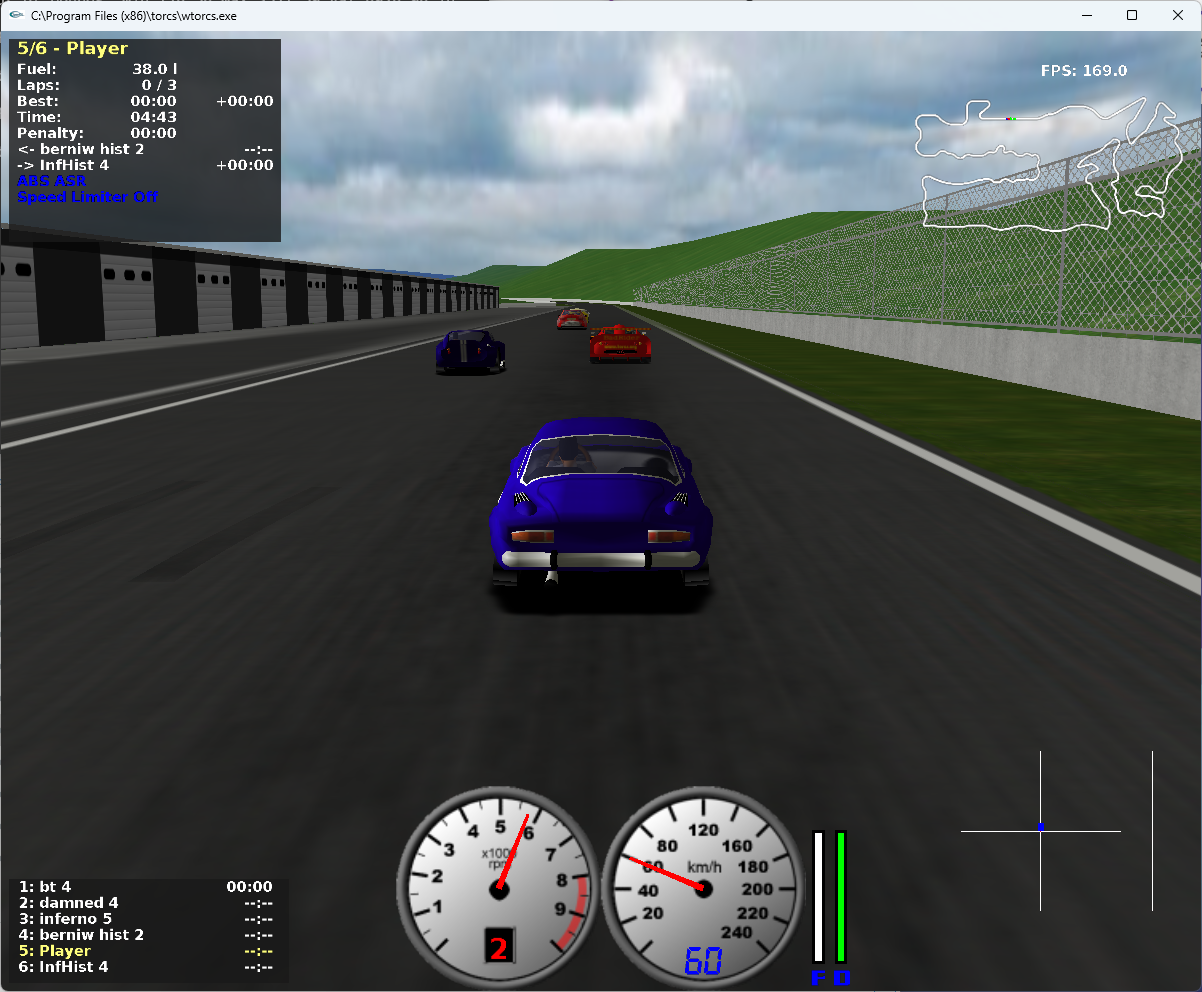 C:\Program Files (x86)\torcs\wtorcs.exe
5/6 - Player
Fuel: 38.0 l
Laps: 0 / 3
Best: 00:00 +00:00
Time: 04:43
Penalty: 00:00
<- berniw hist 2 --:--
-> InfHist 4 +00:00
ABS ASR
Speed Limiter Off
FPS: 169.0
1 2 3 4 5 6 7 8 9
x1000
rpm
2
20 40 60 80 120 160 180 200 220 240
km/h
60
F D
1: bt 4 00:00
2: damned 4 --:--
3: inferno 5 --:--
4: berniw hist 2 --:--
5: Player --:--
6: InfHist 4 --:--